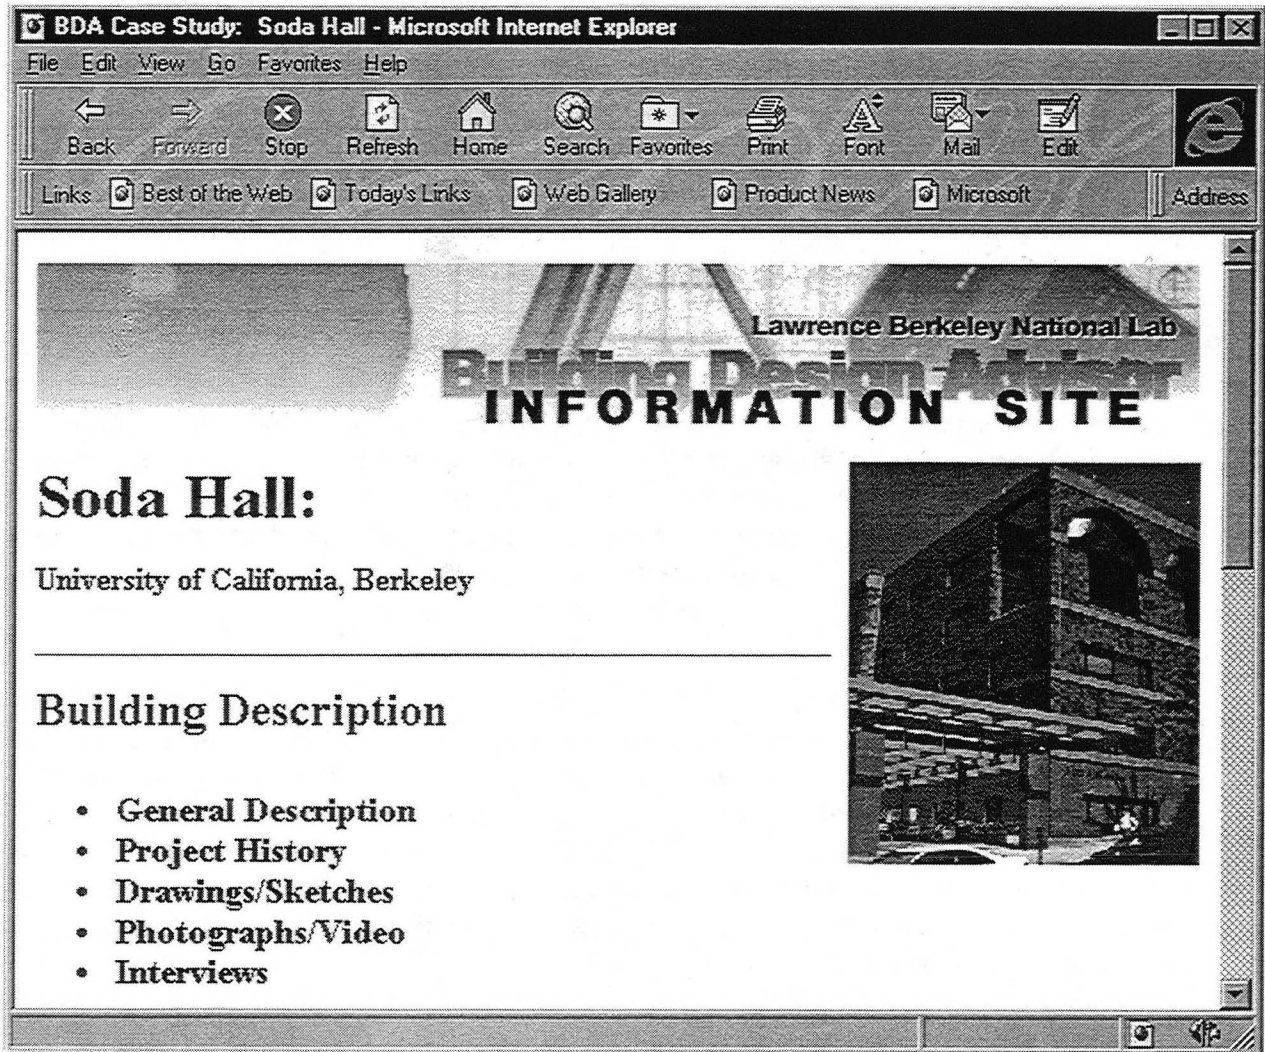 BDA Case Study: Soda Hall - Microsoft Internet Explorer
File Edit View Go Favorites Help
Back Forward Stop Refresh Home Search Favorites Print Font Mail Edit
Links Best of the Web Today's Links Web Gallery Product News Microsoft Address
Lawrence Berkeley National Lab
Building Design Advisor
INFORMATION SITE
Soda Hall:
University of California, Berkeley
Building Description
• General Description
• Project History
• Drawings/Sketches
• Photographs/Video
• Interviews